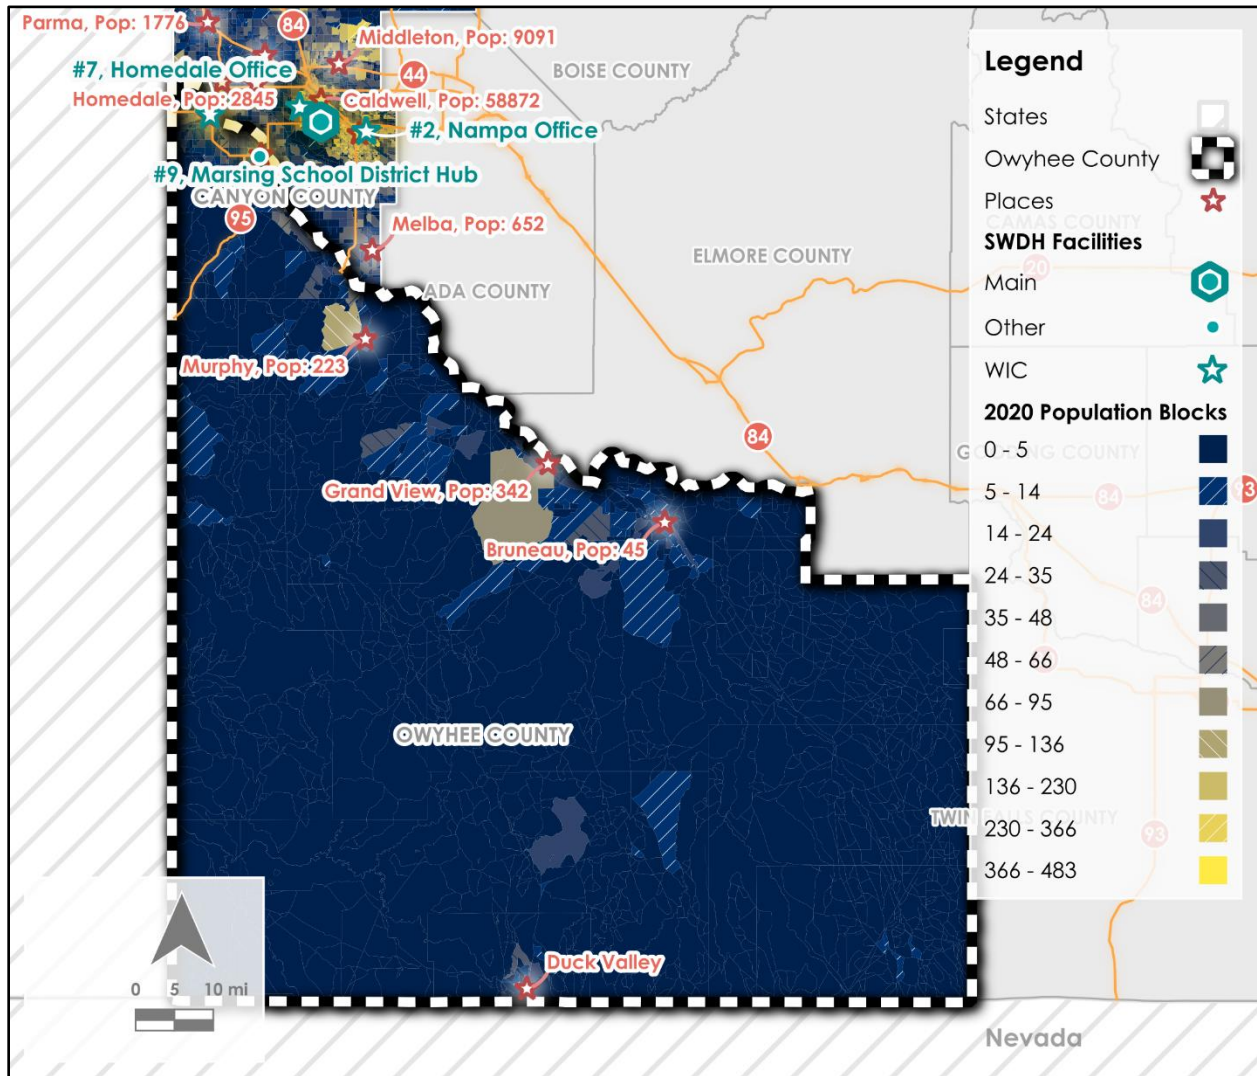 Parma, Pop: 1776
84
Middleton, Pop: 9091
44
BOISE COUNTY
#7, Homedale Office
Homedale, Pop: 2845
Caldwell, Pop: 58872
#2, Nampa Office
#9, Marsing School District Hub
CANYON COUNTY
95
Melba, Pop: 652
ELMORE COUNTY
ADA COUNTY
Murphy, Pop: 223
84
Grand View, Pop: 342
Bruneau, Pop: 45
OWYHEE COUNTY
Duck Valley
0 5 10 mi
Nevada
Legend
States
Owyhee County
Places
CAMAS COUNTY
SWDH Facilities
20
Main
Other
WIC
2020 Population Blocks
0 - 5
GOODING COUNTY
5 - 14
84
93
14 - 24
24 - 35
84
35 - 48
48 - 66
66 - 95
95 - 136
136 - 230
TWIN FALLS COUNTY
230 - 366
93
366 - 483